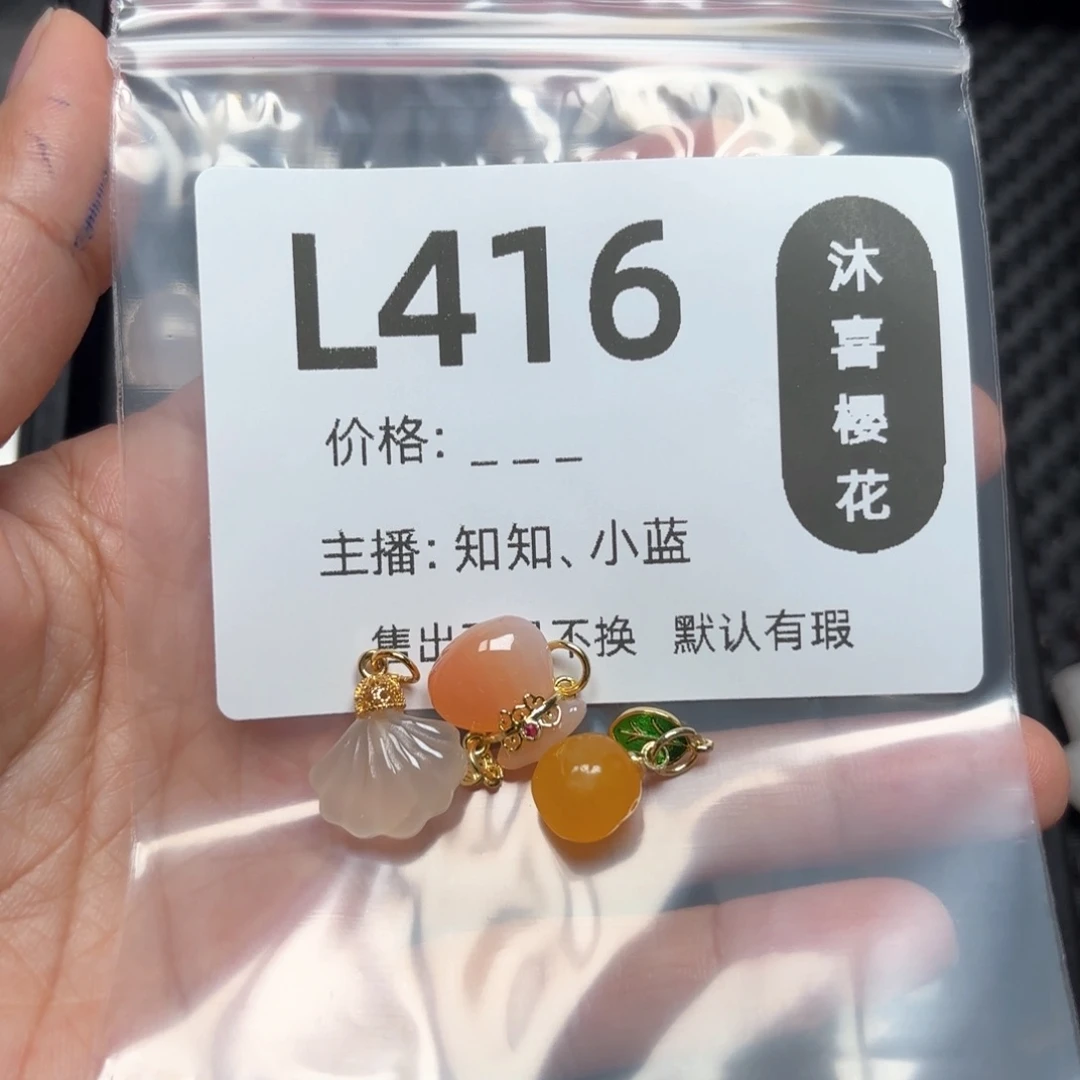 L416
价格: _ _ _
主播: 知知、小蓝
售出 不换 默认有瑕
沐喜樱花